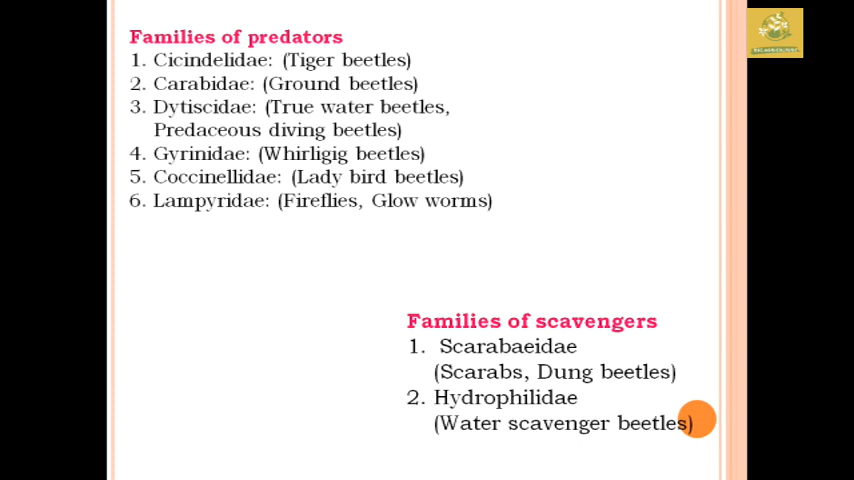 Families of predators
1. Cicindelidae: (Tiger beetles)
2. Carabidae: (Ground beetles)
3. Dytiscidae: (True water beetles,
Predaceous diving beetles)
4. Gyrinidae: (Whirligig beetles)
5. Coccinellidae: (Lady bird beetles)
6. Lampyridae: (Fireflies, Glow worms)
Families of scavengers
1. Scarabaeidae
(Scarabs, Dung beetles)
2. Hydrophilidae
(Water scavenger beetles)